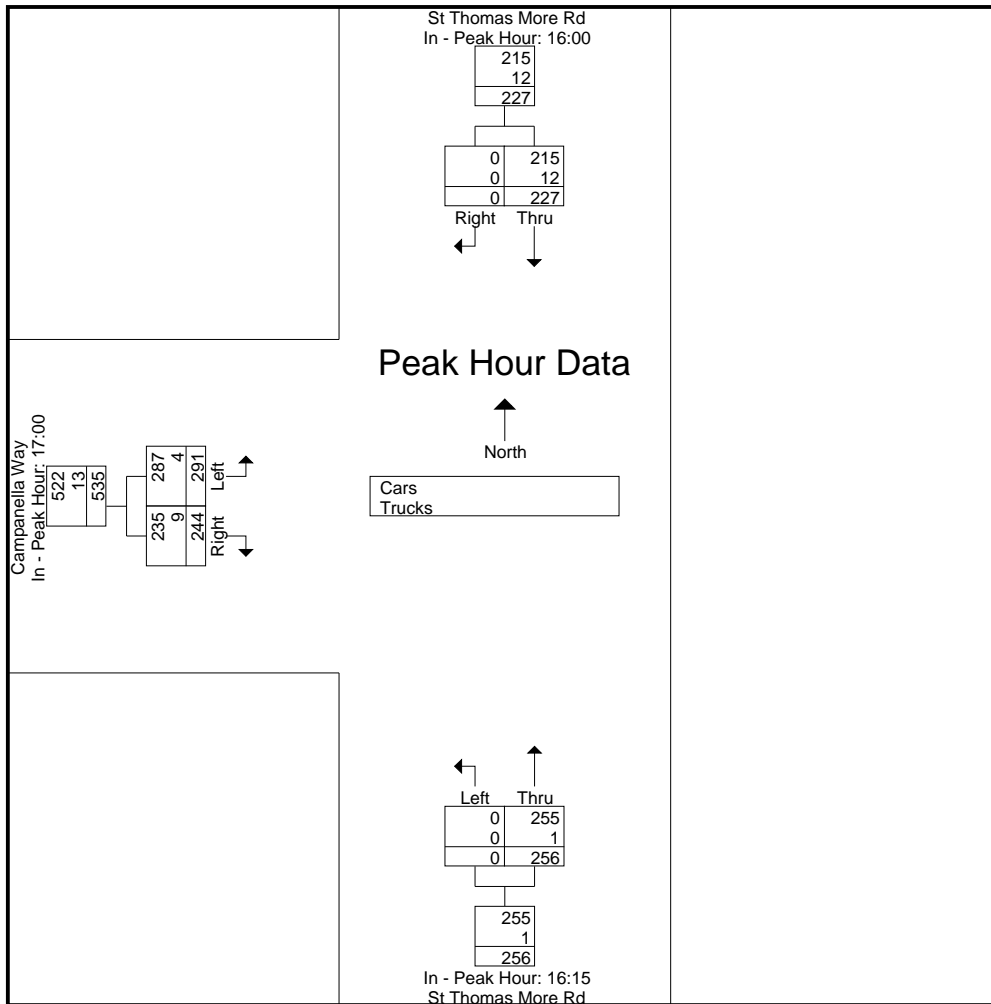 St Thomas More Rd
In - Peak Hour: 16:00
215
12
227
0 215
0 12
0 227
Right Thru
Peak Hour Data
North
Cars
Trucks
Campanella Way
In - Peak Hour: 17:00
522
13
535
287
4
291
Left
235
9
244
Right
Left Thru
0 255
0 1
0 256
255
1
256
In - Peak Hour: 16:15
St Thomas More Rd